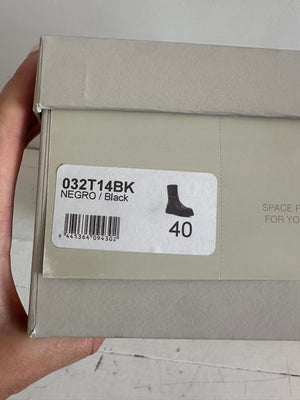 032T14BK
NEGRO / Black
40
8 445364 094302
SPACE F
FOR YO